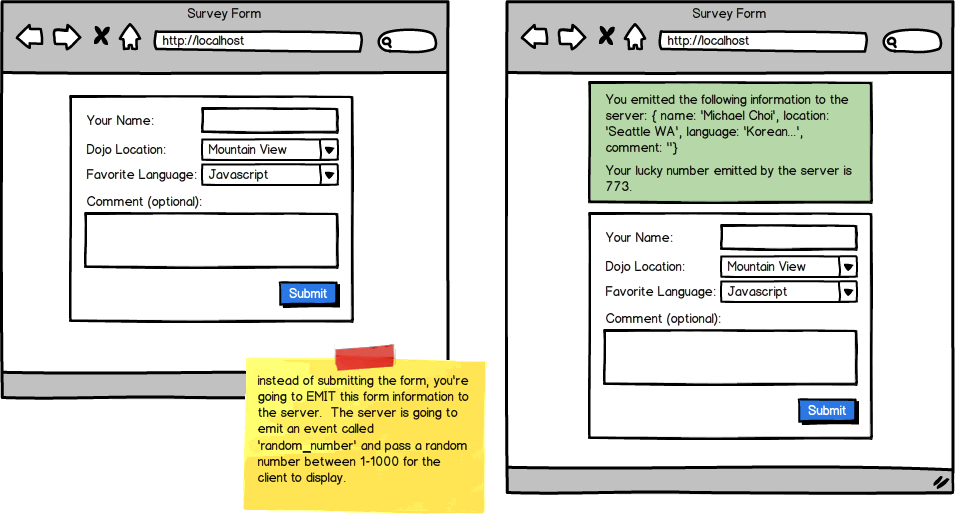 Survey Form
http://localhost
Your Name:
Dojo Location:
Mountain View
Favorite Language:
Javascript
Comment (optional):
Submit
instead of submitting the form, you're
going to EMIT this form information to
the server. The server is going to
emit an event called
'random_number' and pass a random
number between 1-1000 for the
client to display.
Survey Form
http://localhost
You emitted the following information to the
server: { name: 'Michael Choi', location:
'Seattle WA', language: 'Korean...',
comment: ''}
Your lucky number emitted by the server is
773.
Your Name:
Dojo Location:
Mountain View
Favorite Language:
Javascript
Comment (optional):
Submit